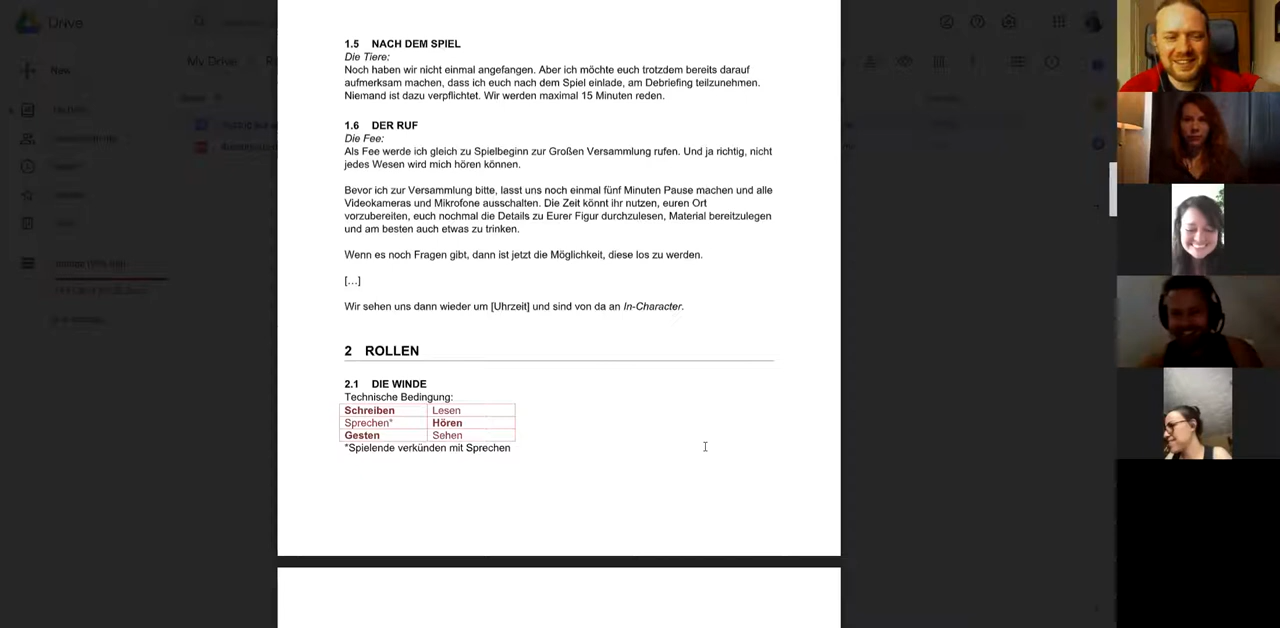 Drive
My Drive
New
1.5 NACH DEM SPIEL
Die Tiere:
Noch haben wir nicht einmal angefangen. Aber ich möchte euch trotzdem bereits darauf
aufmerksam machen, dass ich euch nach dem Spiel einlade, am Debriefing teilzunehmen.
Niemand ist dazu verpflichtet. Wir werden maximal 15 Minuten reden.
1.6 DER RUF
Die Fee:
Als Fee werde ich gleich zu Spielbeginn zur Großen Versammlung rufen. Und ja richtig, nicht
jedes Wesen wird mich hören können.
Bevor ich zur Versammlung bitte, lasst uns noch einmal fünf Minuten Pause machen und alle
Videokameras und Mikrofone ausschalten. Die Zeit könnt ihr nutzen, euren Ort
vorzubereiten, euch nochmal die Details zu Eurer Figur durchzulesen, Material bereitzulegen
und am besten auch etwas zu trinken.
Wenn es noch Fragen gibt, dann ist jetzt die Möglichkeit, diese los zu werden.
[...]
Wir sehen uns dann wieder um [Uhrzeit] und sind von da an In-Character.
2 ROLLEN
2.1 DIE WINDE
Technische Bedingung:
Schreiben Lesen
Sprechen* Hören
Gesten Sehen
*Spielende verkünden mit Sprechen